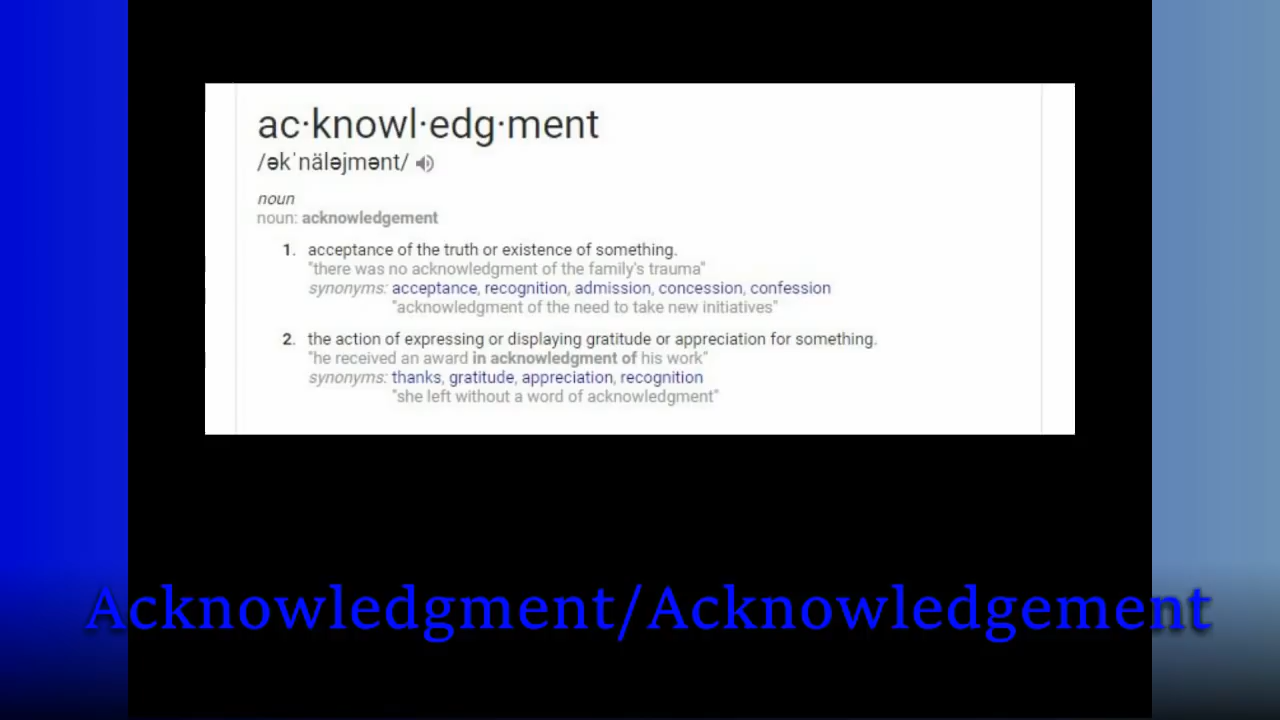 ac·knowl·edg·ment
/əkˈnäləjmənt/
noun
noun: acknowledgement
1. acceptance of the truth or existence of something.
"there was no acknowledgment of the family's trauma"
synonyms: acceptance, recognition, admission, concession, confession
"acknowledgment of the need to take new initiatives"
2. the action of expressing or displaying gratitude or appreciation for something.
"he received an award in acknowledgment of his work"
synonyms: thanks, gratitude, appreciation, recognition
"she left without a word of acknowledgment"
Acknowledgment/Acknowledgement